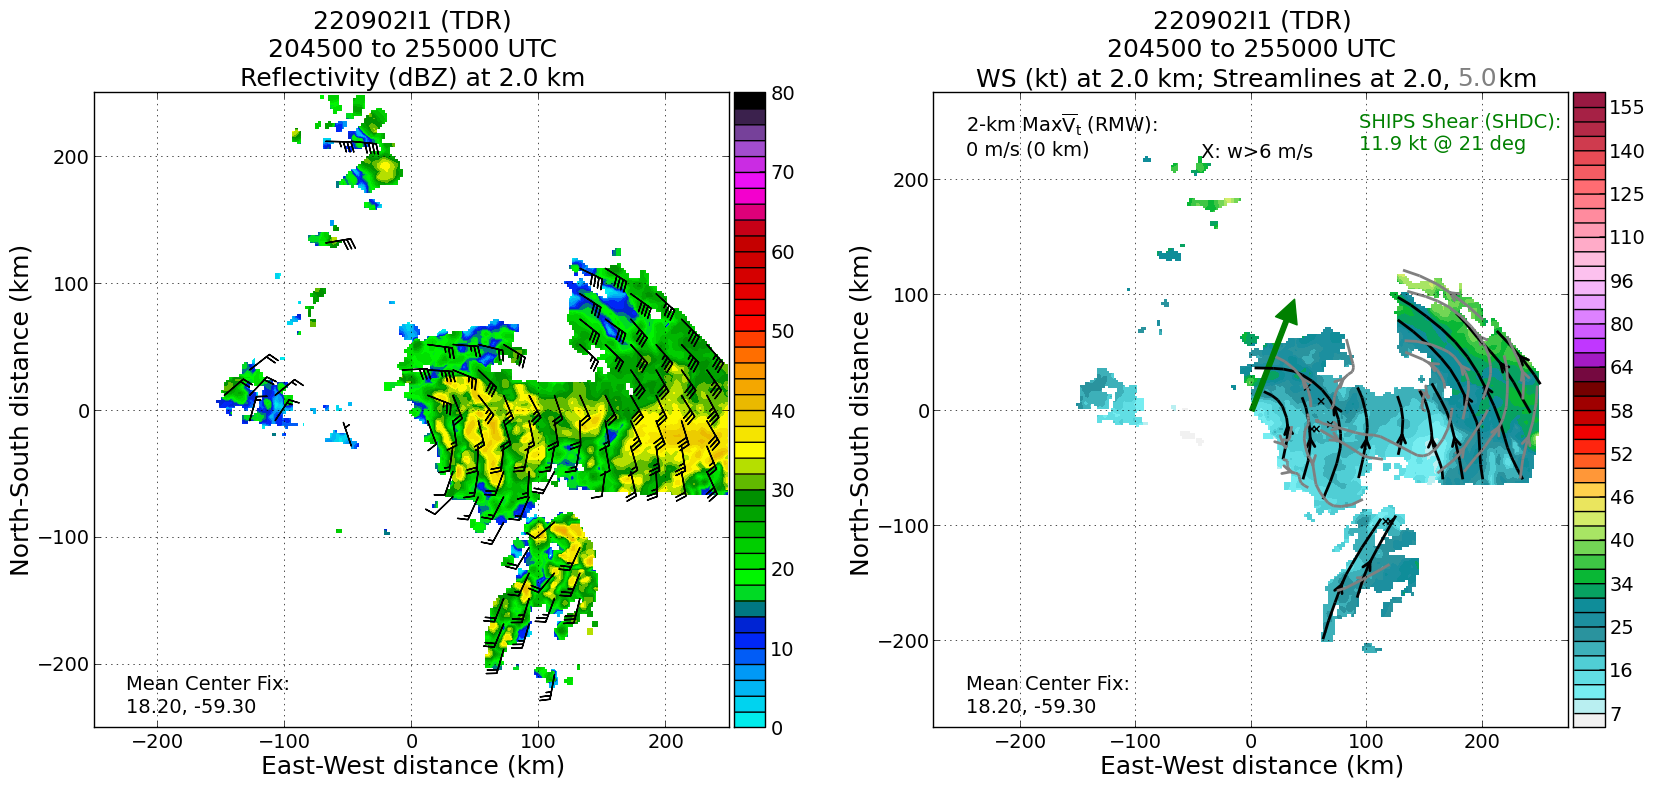 220902I1 (TDR)
204500 to 255000 UTC
Reflectivity (dBZ) at 2.0 km
North-South distance (km)
200
100
0
−100
−200
−200
−100
0
100
200
East-West distance (km)
Mean Center Fix:
18.20, -59.30
80
70
60
50
40
30
20
10
0
220902I1 (TDR)
204500 to 255000 UTC
WS (kt) at 2.0 km; Streamlines at 2.0, 5.0km
2-km MaxV̅t (RMW):
0 m/s (0 km)
X: w>6 m/s
SHIPS Shear (SHDC):
11.9 kt @ 21 deg
North-South distance (km)
200
100
0
−100
−200
−200
−100
0
100
200
East-West distance (km)
Mean Center Fix:
18.20, -59.30
155
140
125
110
96
80
64
58
52
46
40
34
25
16
7